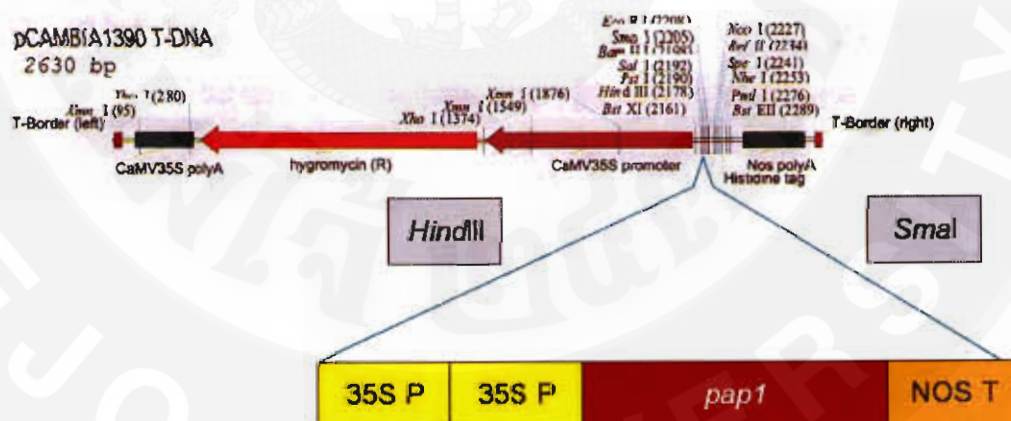 pCAMBIA1390 T-DNA
2630 bp
Sma I (2205)
Sal I (2192)
Pst I (2190)
Hind III (2178)
Bst XI (2161)
Nco I (2227)
(2234)
Spe I (2241)
Nhe I (2253)
Pml I (2276)
Bst EII (2289)
Xmn I (1876)
Xmn I (1549)
Xho I (1374)
Xho I (280)
Xmn I (95)
T-Border (left)
T-Border (right)
CaMV35S polyA
hygromycin (R)
CaMV35S promoter
Nos polyA
Histidine tag
HindIII
SmaI
35S P
35S P
pap1
NOS T